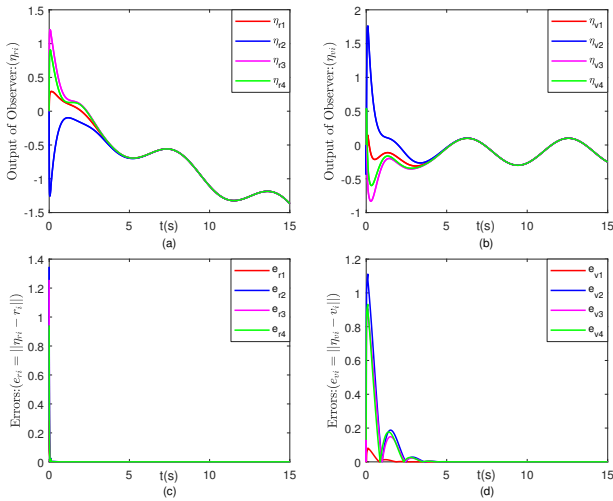 Output of Observer:(η_ri)
1.5
1
0.5
0
-0.5
-1
-1.5
0 5 10 15
t(s)
(a)
η_r1
η_r2
η_r3
η_r4
Output of Observer:(η_vi)
2
1.5
1
0.5
0
-0.5
-1
0 5 10 15
t(s)
(b)
η_v1
η_v2
η_v3
η_v4
Errors:(e_ri = ||η_ri − r_i||)
1.4
1.2
1
0.8
0.6
0.4
0.2
0
0 5 10 15
t(s)
(c)
e_r1
e_r2
e_r3
e_r4
Errors:(e_vi = ||η_vi − v_i||)
1.2
1
0.8
0.6
0.4
0.2
0
0 5 10 15
t(s)
(d)
e_v1
e_v2
e_v3
e_v4